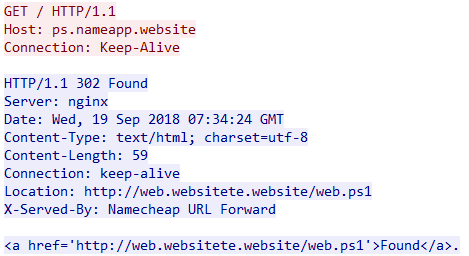 GET / HTTP/1.1
Host: ps.nameapp.website
Connection: Keep-Alive

HTTP/1.1 302 Found
Server: nginx
Date: Wed, 19 Sep 2018 07:34:24 GMT
Content-Type: text/html; charset=utf-8
Content-Length: 59
Connection: keep-alive
Location: http://web.websitete.website/web.ps1
X-Served-By: Namecheap URL Forward

<a href='http://web.websitete.website/web.ps1'>Found</a>.